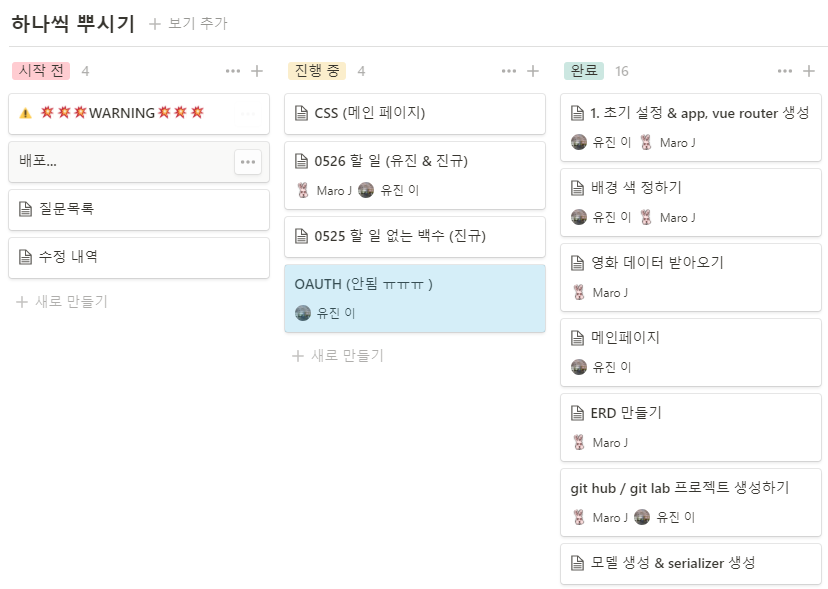 하나씩 뿌시기 + 보기 추가
시작 전 4
⚠️ 💥💥💥WARNING💥💥💥
배포...
질문목록
수정 내역
+ 새로 만들기
진행 중 4
CSS (메인 페이지)
0526 할 일 (유진 & 진규)
Maro J 유진 이
0525 할 일 없는 백수 (진규)
OAUTH (안됨 ㅠㅠㅠ )
유진 이
+ 새로 만들기
완료 16
1. 초기 설정 & app, vue router 생성
유진 이 Maro J
배경 색 정하기
유진 이 Maro J
영화 데이터 받아오기
Maro J
메인페이지
유진 이
ERD 만들기
Maro J
git hub / git lab 프로젝트 생성하기
Maro J 유진 이
모델 생성 & serializer 생성